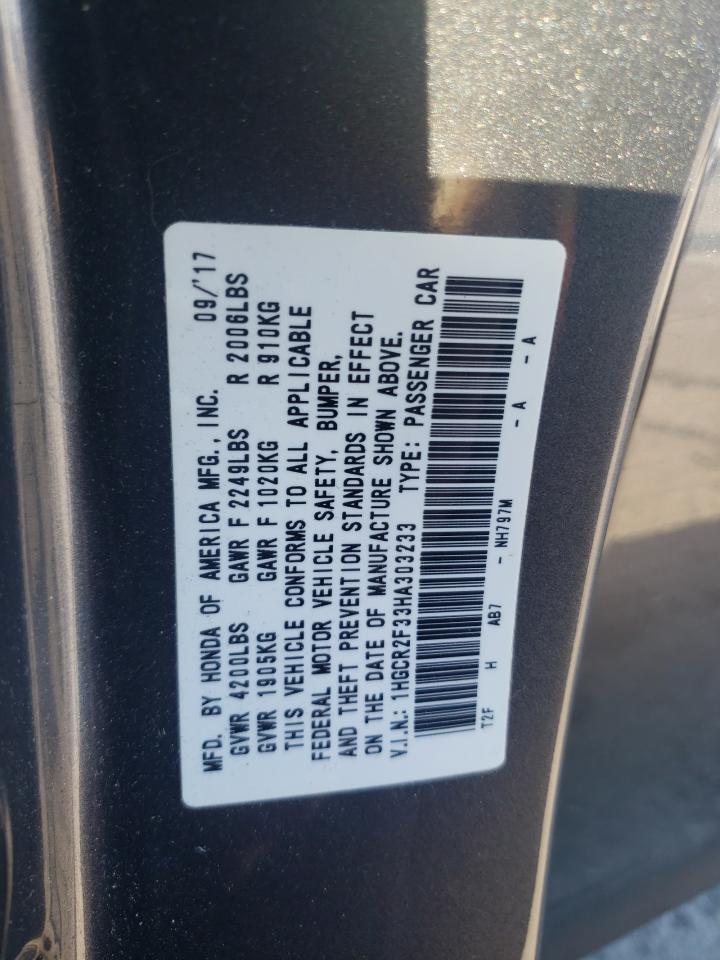 MFD. BY HONDA OF AMERICA MFG., INC. 09/'17
GVWR 4200LBS GAWR F 2249LBS R 2006LBS
GVWR 1905KG GAWR F 1020KG R 910KG
THIS VEHICLE CONFORMS TO ALL APPLICABLE
FEDERAL MOTOR VEHICLE SAFETY, BUMPER,
AND THEFT PREVENTION STANDARDS IN EFFECT
ON THE DATE OF MANUFACTURE SHOWN ABOVE.
V.I.N.: 1HGCR2F33HA303233 TYPE: PASSENGER CAR
T2F H AB7 - NH797M - A - A